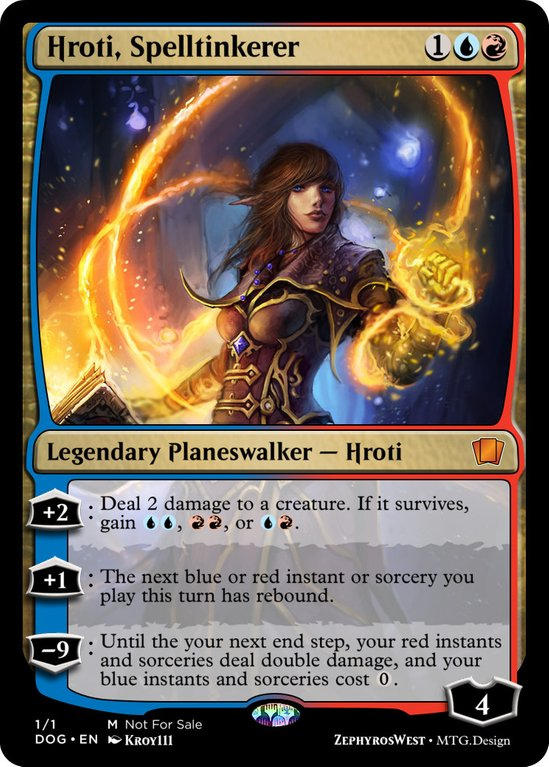 Hroti, Spelltinkerer 1
Legendary Planeswalker — Hroti
+2 : Deal 2 damage to a creature. If it survives,
gain , , or .
+1 : The next blue or red instant or sorcery you
play this turn has rebound.
−9 : Until the your next end step, your red instants
and sorceries deal double damage, and your
blue instants and sorceries cost 0 .
4
1/1 M Not For Sale
DOG • EN Kroy111 ZephyrosWest • MTG.Design